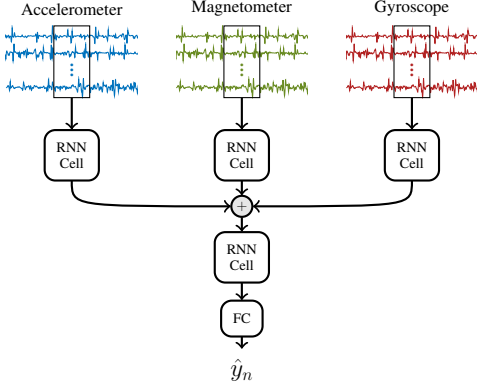 Accelerometer
Magnetometer
Gyroscope
RNN
Cell
RNN
Cell
RNN
Cell
+
RNN
Cell
FC
ŷₙ